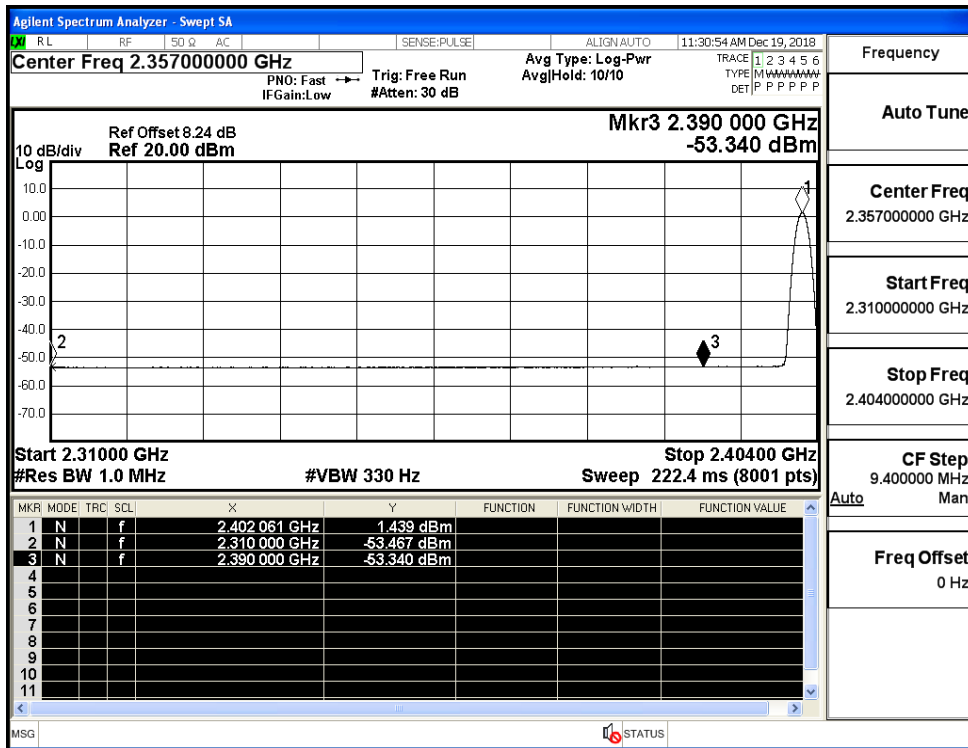 Agilent Spectrum Analyzer - Swept SA
LXI RL RF 50 Ω AC SENSE:PULSE ALIGN AUTO 11:30:54 AM Dec 19, 2018
Center Freq 2.357000000 GHz
PNO: Fast
IFGain:Low
Trig: Free Run
#Atten: 30 dB
Avg Type: Log-Pwr
Avg|Hold: 10/10
TRACE 1 2 3 4 5 6
TYPE MWWWWW
DET P P P P P P
Mkr3 2.390 000 GHz
-53.340 dBm
Ref Offset 8.24 dB
10 dB/div Ref 20.00 dBm
Log
10.0
0.00
-10.0
-20.0
-30.0
-40.0
-50.0
-60.0
-70.0
1
2
3
Start 2.31000 GHz Stop 2.40400 GHz
#Res BW 1.0 MHz #VBW 330 Hz Sweep 222.4 ms (8001 pts)
MKR MODE TRC SCL X Y FUNCTION FUNCTION WIDTH FUNCTION VALUE
1 N f 2.402 061 GHz 1.439 dBm
2 N f 2.310 000 GHz -53.467 dBm
3 N f 2.390 000 GHz -53.340 dBm
4
5
6
7
8
9
10
11
MSG STATUS
Frequency
Auto Tune
Center Freq
2.357000000 GHz
Start Freq
2.310000000 GHz
Stop Freq
2.404000000 GHz
CF Step
9.400000 MHz
Auto Man
Freq Offset
0 Hz